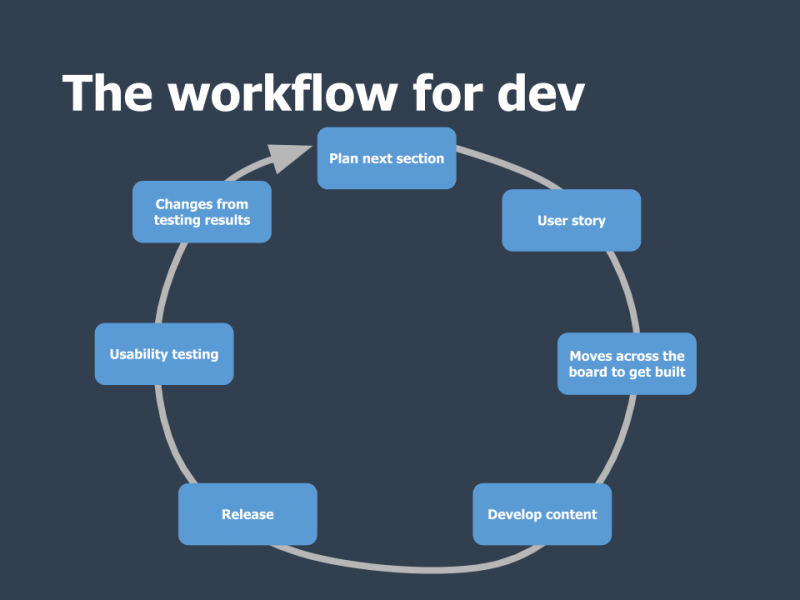 The workflow for dev
Plan next section
User story
Moves across the
board to get built
Develop content
Release
Usability testing
Changes from
testing results